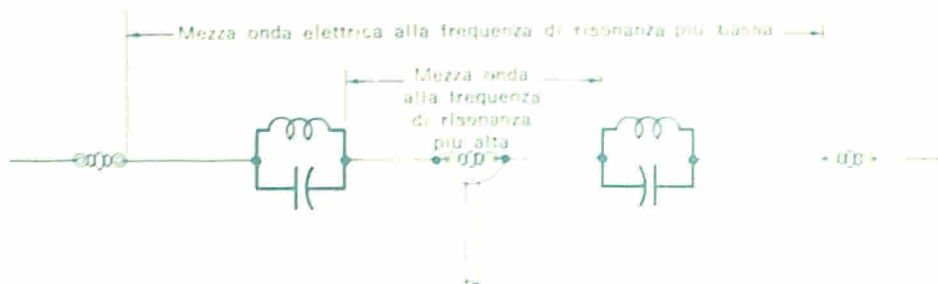 Mezza onda elettrica alla frequenza di risonanza più bassa
Mezza onda
alla frequenza
di risonanza
più alta